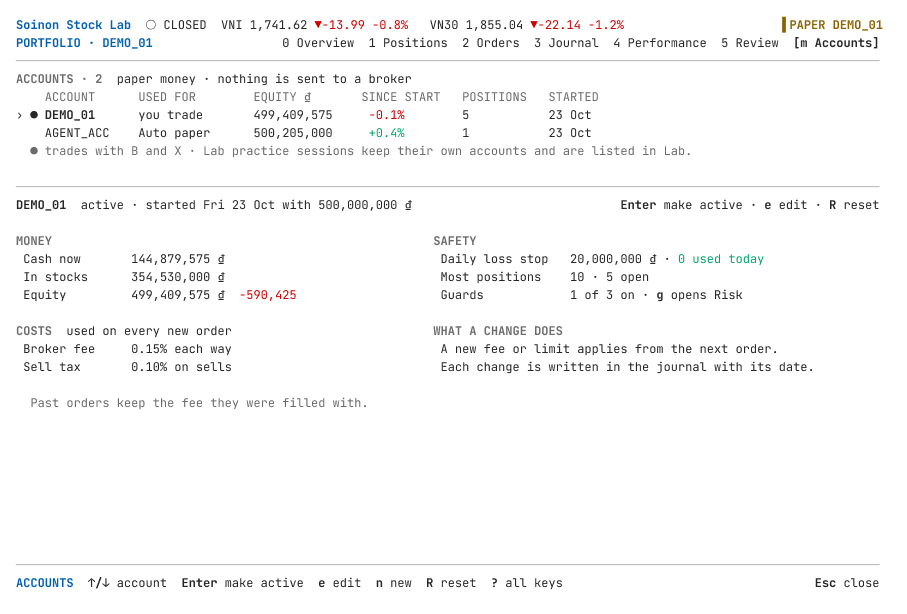 Soinon Stock Lab ○ CLOSED VNI 1,741.62 ▼-13.99 -0.8% VN30 1,855.04 ▼-22.14 -1.2% PAPER DEMO_01
PORTFOLIO · DEMO_01 0 Overview 1 Positions 2 Orders 3 Journal 4 Performance 5 Review [m Accounts]
ACCOUNTS · 2 paper money · nothing is sent to a broker
ACCOUNT USED FOR EQUITY ₫ SINCE START POSITIONS STARTED
› ● DEMO_01 you trade 499,409,575 -0.1% 5 23 Oct
AGENT_ACC Auto paper 500,205,000 +0.4% 1 23 Oct
● trades with B and X · Lab practice sessions keep their own accounts and are listed in Lab.
DEMO_01 active · started Fri 23 Oct with 500,000,000 ₫ Enter make active · e edit · R reset
MONEY SAFETY
Cash now 144,879,575 ₫ Daily loss stop 20,000,000 ₫ · 0 used today
In stocks 354,530,000 ₫ Most positions 10 · 5 open
Equity 499,409,575 ₫ -590,425 Guards 1 of 3 on · g opens Risk
COSTS used on every new order WHAT A CHANGE DOES
Broker fee 0.15% each way A new fee or limit applies from the next order.
Sell tax 0.10% on sells Each change is written in the journal with its date.
Past orders keep the fee they were filled with.
ACCOUNTS ↑/↓ account Enter make active e edit n new R reset ? all keys Esc close